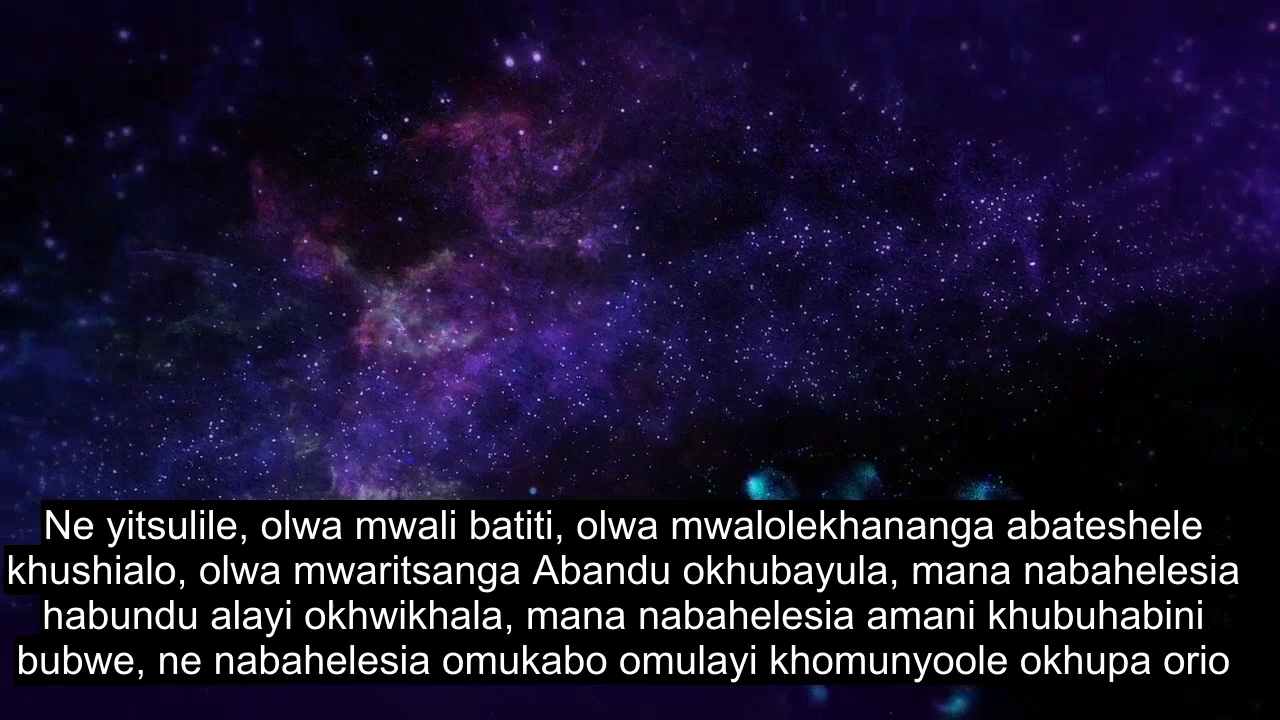 Ne yitsulile, olwa mwali batiti, olwa mwalolekhananga abateshele
khushialo, olwa mwaritsanga Abandu okhubayula, mana nabahelesia
habundu alayi okhwikhala, mana nabahelesia amani khubuhabini
bubwe, ne nabahelesia omukabo omulayi khomunyoole okhupa orio